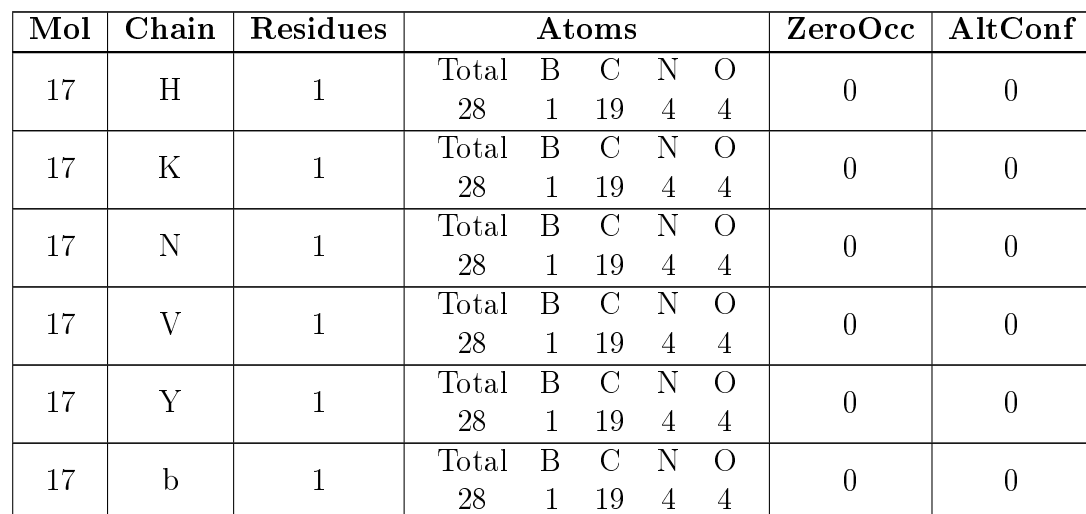 Mol Chain Residues Atoms ZeroOcc AltConf
17 H 1 Total B C N O 0 0
28 1 19 4 4
17 K 1 Total B C N O 0 0
28 1 19 4 4
17 N 1 Total B C N O 0 0
28 1 19 4 4
17 V 1 Total B C N O 0 0
28 1 19 4 4
17 Y 1 Total B C N O 0 0
28 1 19 4 4
17 b 1 Total B C N O 0 0
28 1 19 4 4